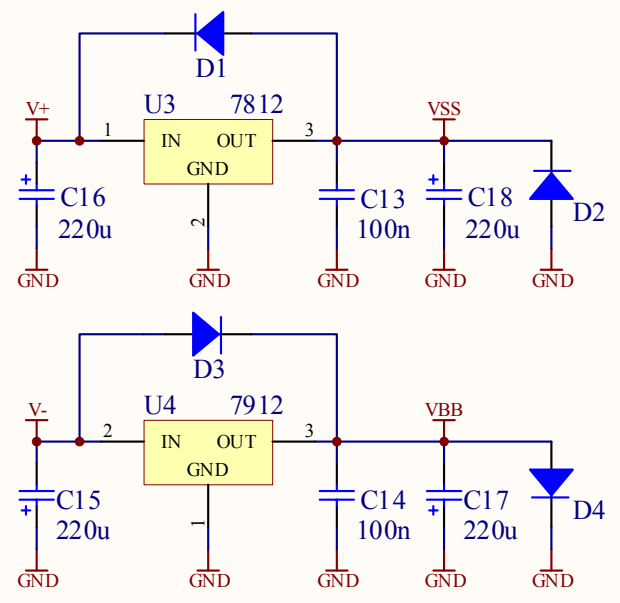 D1
V+
U3
7812
VSS
1
IN
OUT
3
GND
+
C16
220u
2
C13
100n
+
C18
220u
D2
GND
GND
GND
GND
GND
D3
V-
U4
7912
VBB
2
IN
OUT
3
GND
C15
+
220u
1
C14
100n
C17
+
220u
D4
GND
GND
GND
GND
GND